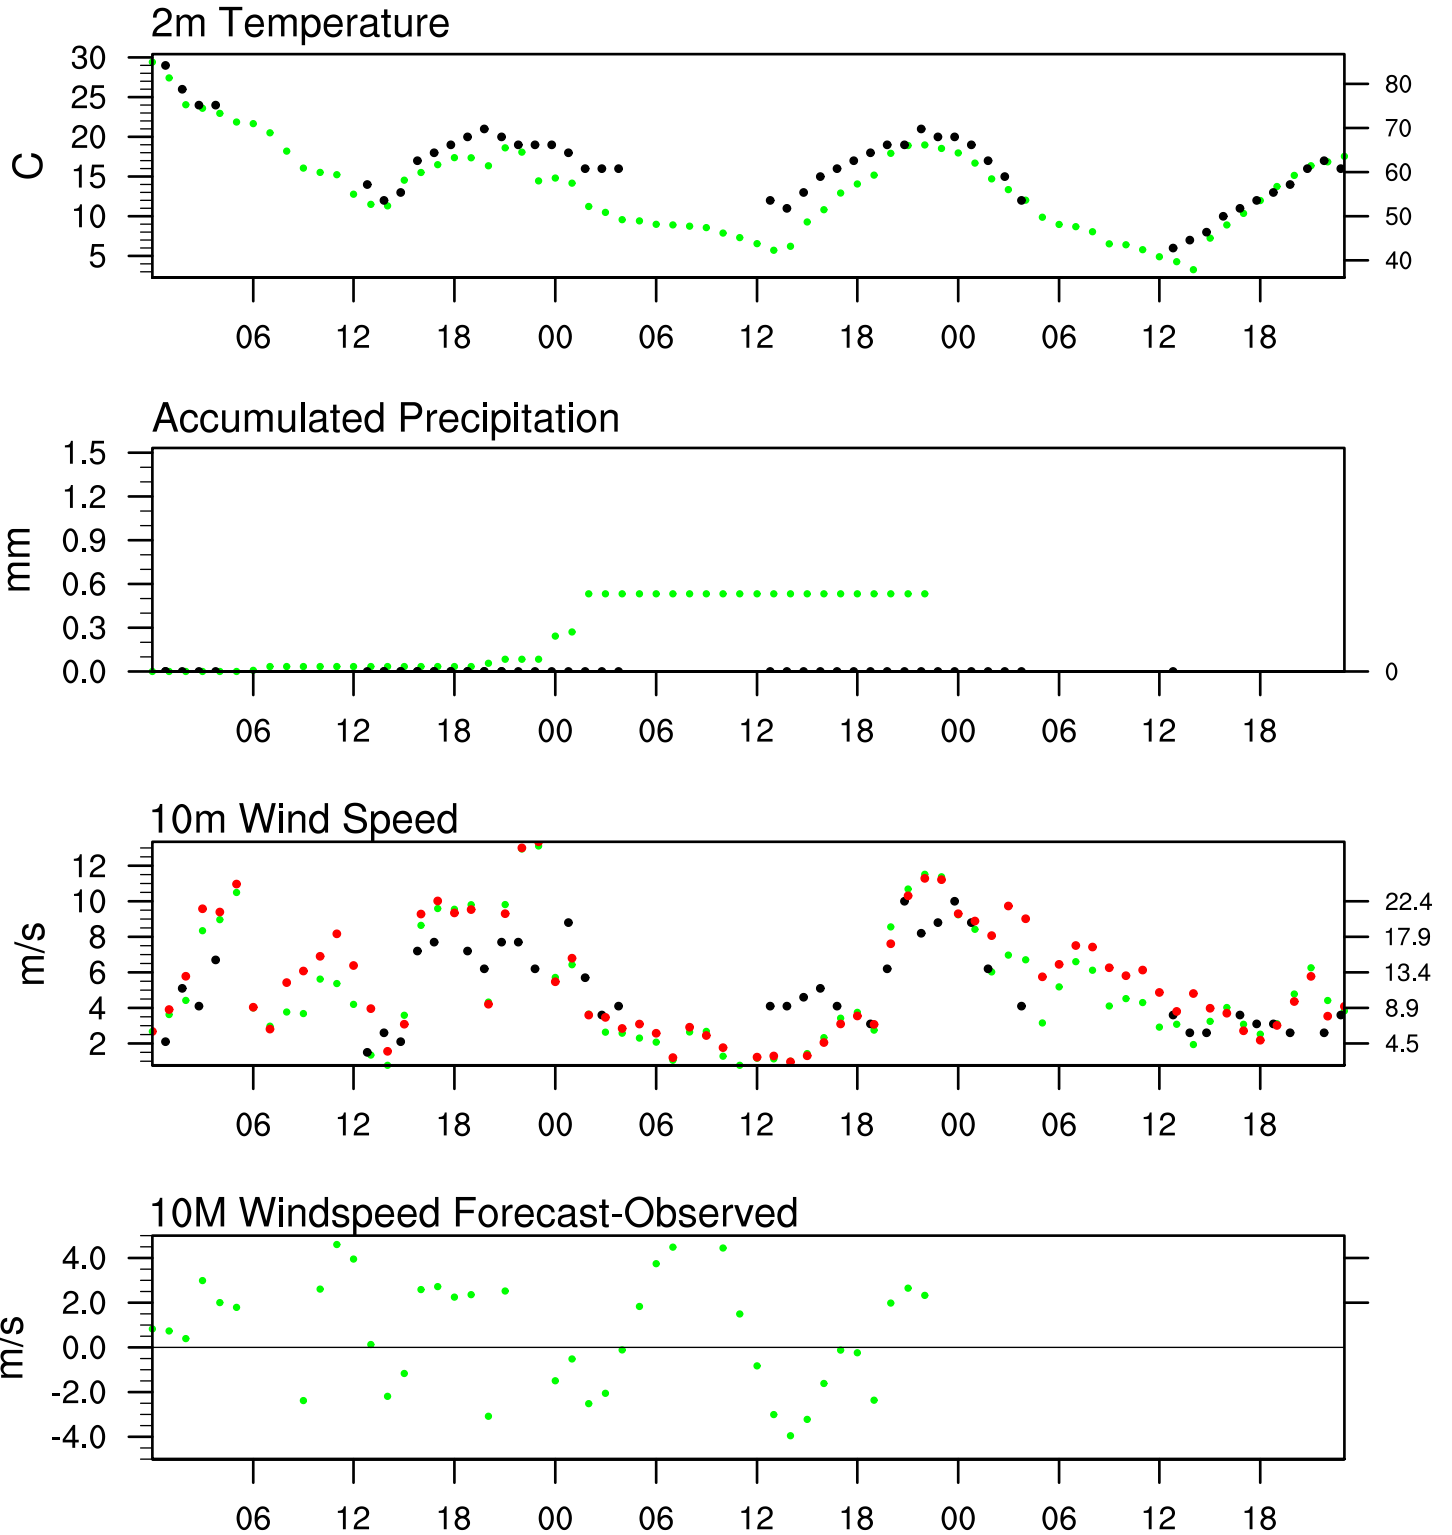 2m Temperature
30
25
20
15
10
5
C
80
70
60
50
40
06 12 18 00 06 12 18 00 06 12 18
Accumulated Precipitation
1.5
1.2
0.9
0.6
0.3
0.0
mm
0
06 12 18 00 06 12 18 00 06 12 18
10m Wind Speed
12
10
8
6
4
2
m/s
22.4
17.9
13.4
8.9
4.5
06 12 18 00 06 12 18 00 06 12 18
10M Windspeed Forecast-Observed
4.0
2.0
0.0
-2.0
-4.0
m/s
06 12 18 00 06 12 18 00 06 12 18